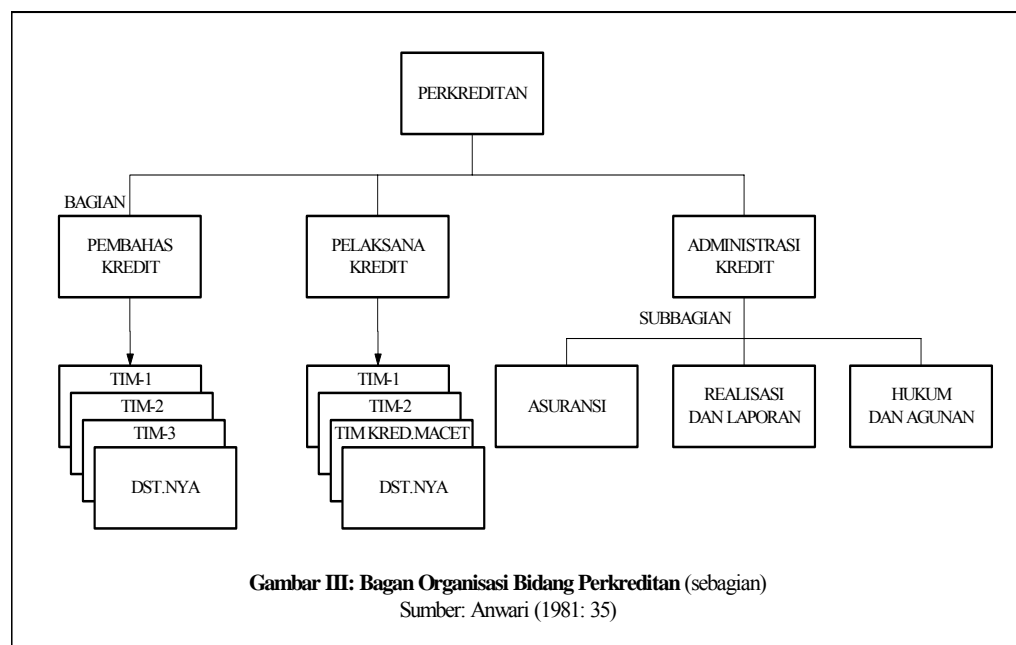 PERKREDITAN
BAGIAN
PEMBAHAS
KREDIT
PELAKSANA
KREDIT
ADMINISTRASI
KREDIT
SUBBAGIAN
TIM-1
TIM-2
TIM-3
DST.NYA
TIM-1
TIM-2
TIM KRED.MACET
DST.NYA
ASURANSI
REALISASI
DAN LAPORAN
HUKUM
DAN AGUNAN
Gambar III: Bagan Organisasi Bidang Perkreditan (sebagian)
Sumber: Anwari (1981: 35)